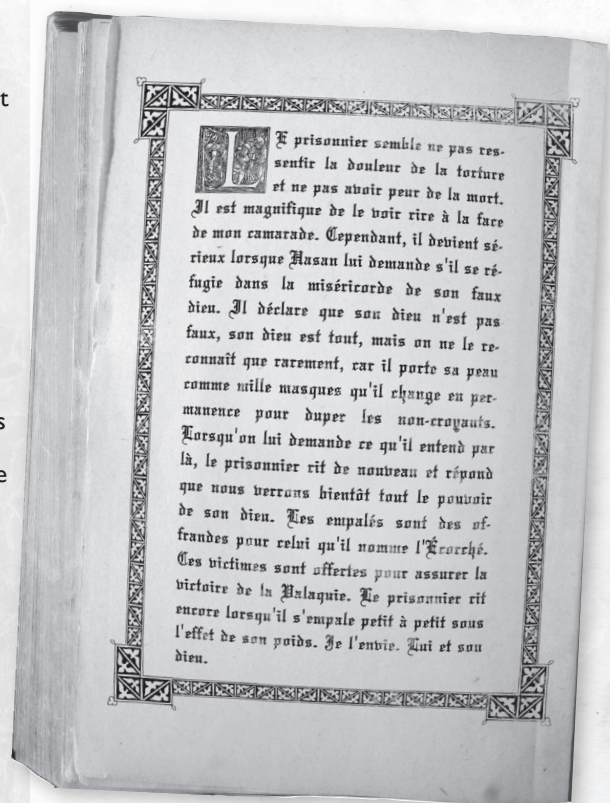 t
LE prisonnier semble ne pas res-
sentir la douleur de la torture
et ne pas avoir peur de la mort.
Il est magnifique de le voir rire à la face
de mon camarade. Cependant, il devient sé-
rieux lorsque Hasan lui demande s'il se ré-
fugie dans la miséricorde de son faux
dieu. Il déclare que son dieu n'est pas
faux, son dieu est tout, mais on ne le re-
connaît que rarement, car il porte sa peau
comme mille masques qu'il change en per-
manence pour duper les non-croyants.
Lorsqu'on lui demande ce qu'il entend par
là, le prisonnier rit de nouveau et répond
que nous verrons bientôt tout le pouvoir
de son dieu. Les empalés sont des of-
frandes pour celui qu'il nomme l'Écorché.
Ces victimes sont offertes pour assurer la
victoire de la Valaquie. Le prisonnier rit
encore lorsqu'il s'empale petit à petit sous
l'effet de son poids. Je l'envie. Lui et son
dieu.
s
e